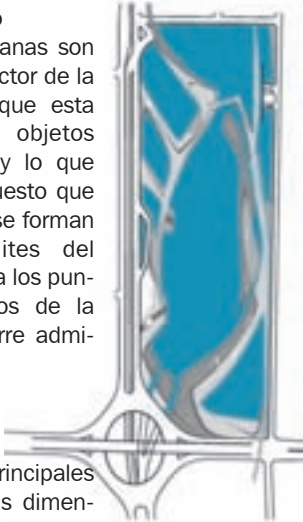 anas son
ctor de la
que esta
objetos
y lo que
uesto que
se forman
ites del
a los pun-
os de la
rre admi-
rincipales
s dimen-